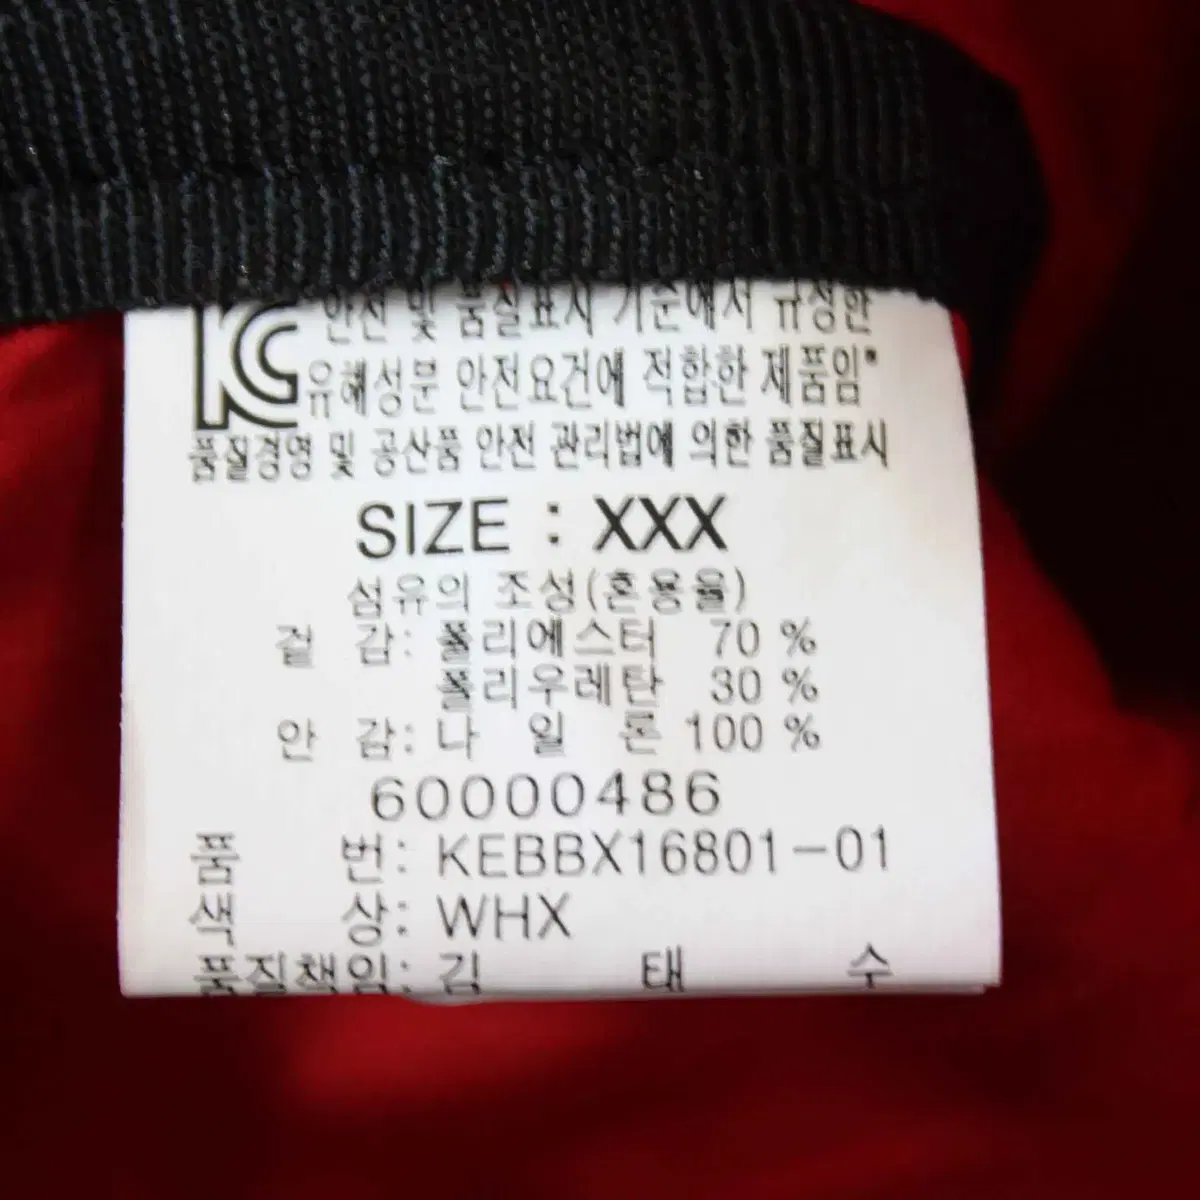 KC 안전 및 품질표시 기준에서 규정한
유해성분 안전요건에 적합한 제품임"
품질경영 및 공산품 안전 관리법에 의한 품질표시
SIZE : XXX
섬유의 조성(혼용율)
겉 감: 폴리에스터 70 %
폴리우레탄 30 %
안 감: 나 일 론 100 %
60000486
품 번: KEBBX16801-01
색 상: WHX
품질책임: 김 태 수